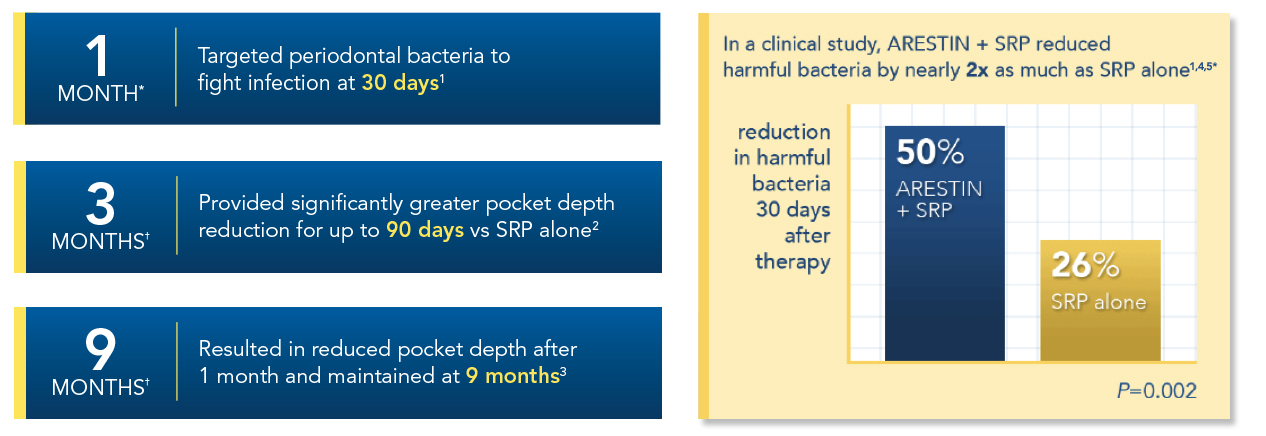 1
MONTH*
Targeted periodontal bacteria to
fight infection at 30 days¹
3
MONTHS†
Provided significantly greater pocket depth
reduction for up to 90 days vs SRP alone²
9
MONTHS†
Resulted in reduced pocket depth after
1 month and maintained at 9 months³
In a clinical study, ARESTIN + SRP reduced
harmful bacteria by nearly 2x as much as SRP alone¹,⁴,⁵*
reduction
in harmful
bacteria
30 days
after
therapy
50%
ARESTIN
+ SRP
26%
SRP alone
P=0.002